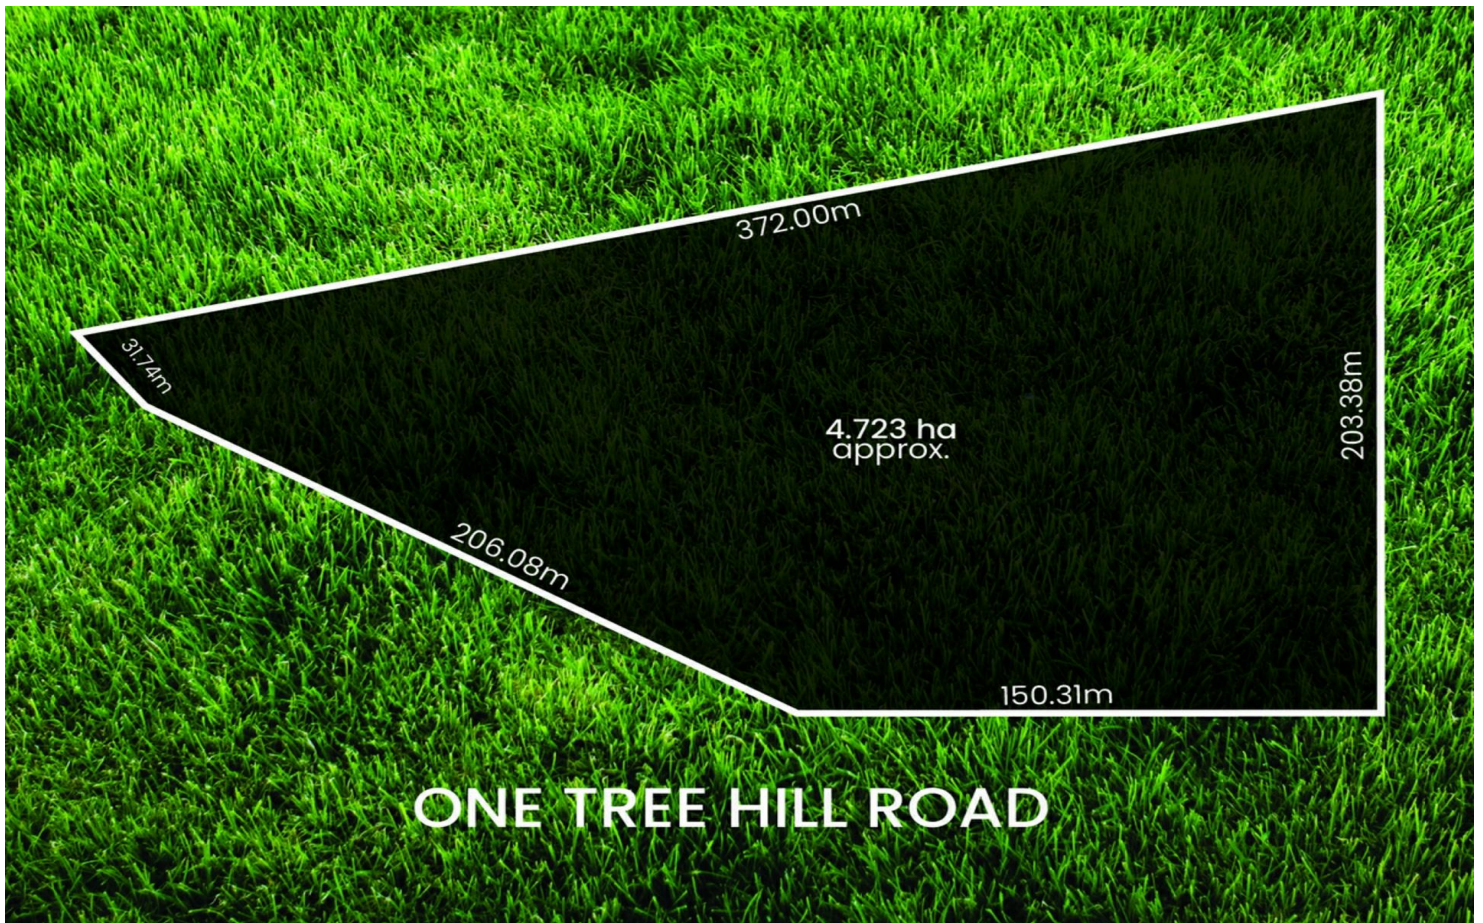 372.00m
31.74m
203.38m
4.723 ha
approx.
206.08m
150.31m
ONE TREE HILL ROAD